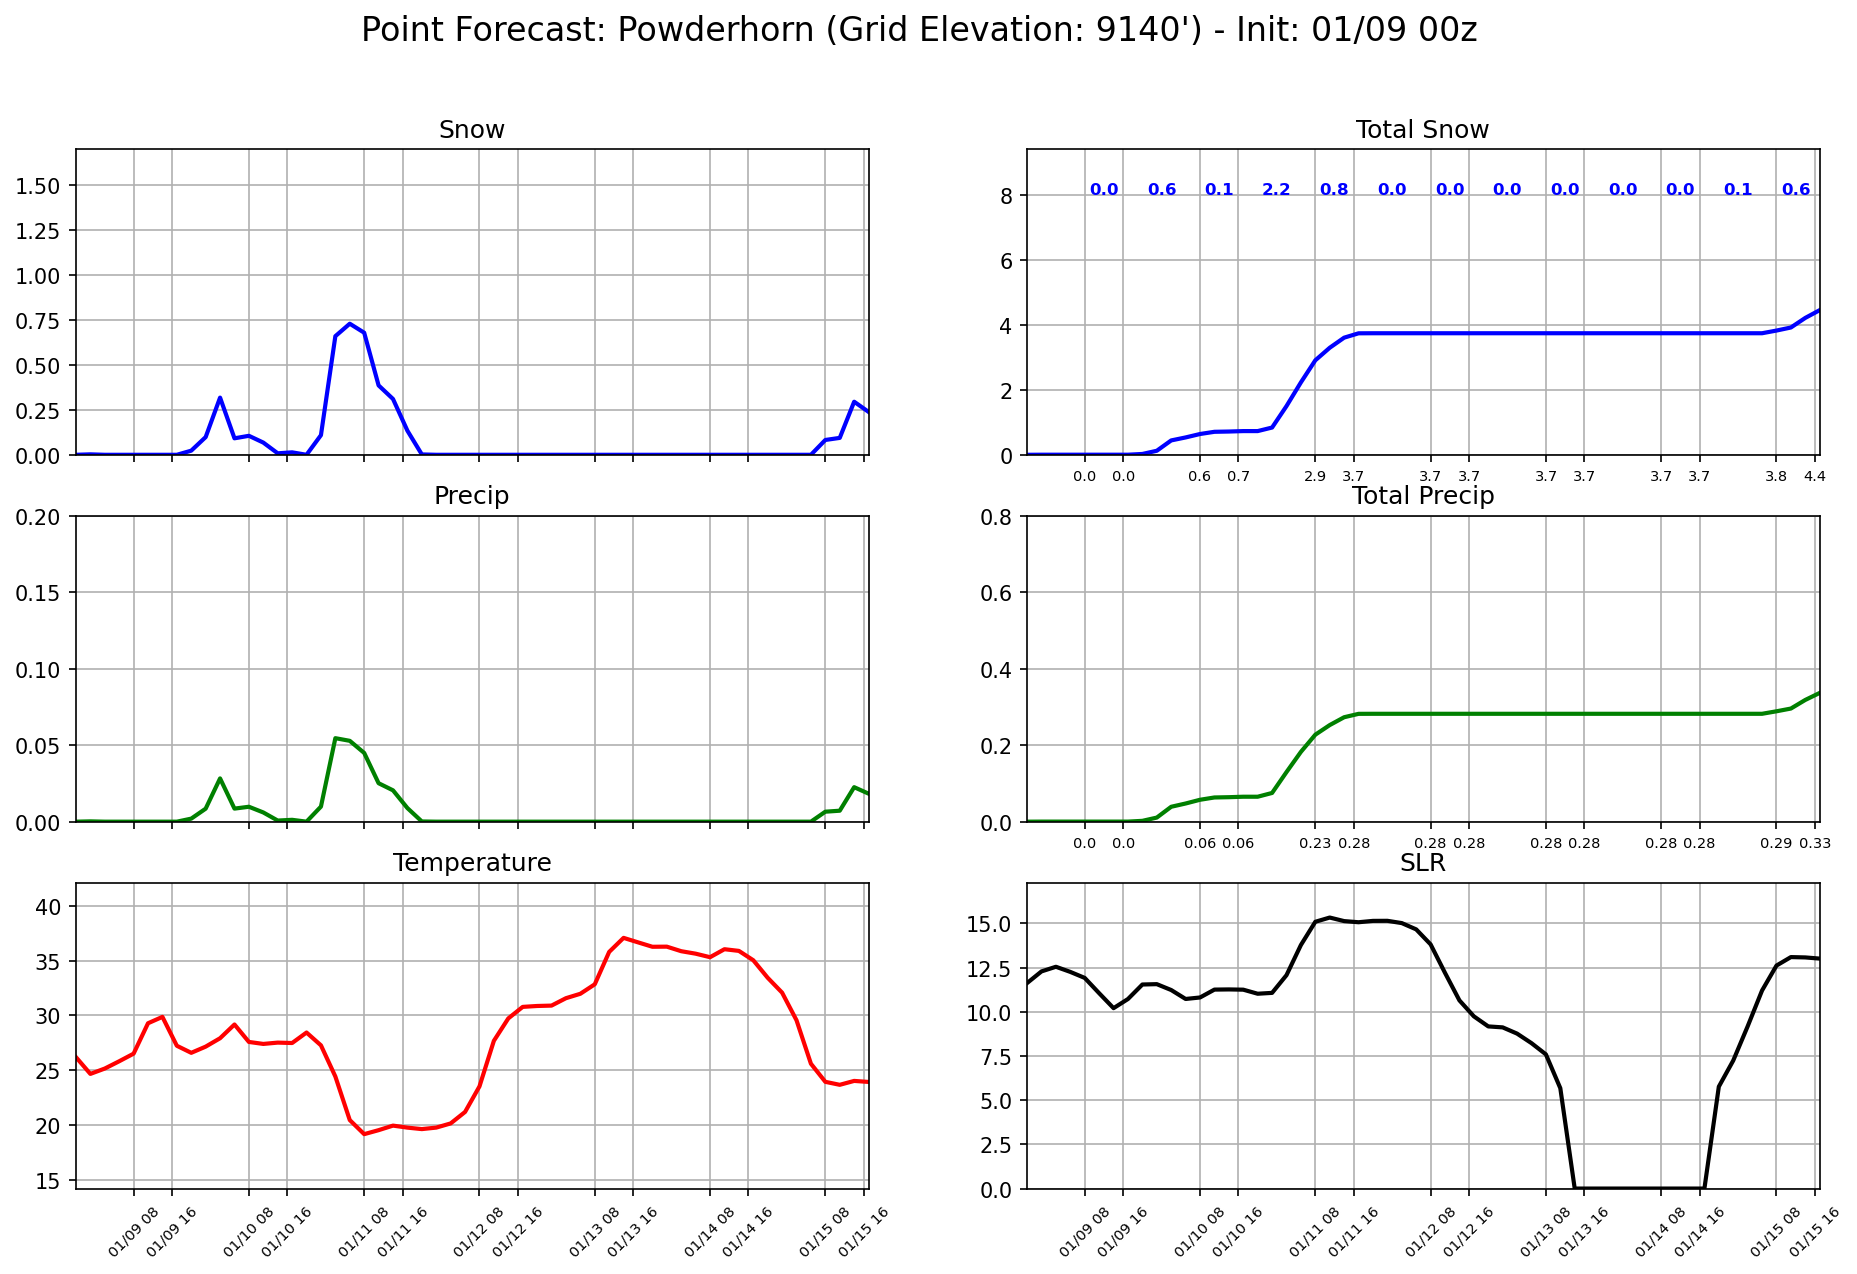 Point Forecast: Powderhorn (Grid Elevation: 9140') - Init: 01/09 00z
Snow
1.50
1.25
1.00
0.75
0.50
0.25
0.00
Total Snow
8
6
4
2
0
0.0 0.6 0.1 2.2 0.8 0.0 0.0 0.0 0.0 0.0 0.0 0.1 0.6
0.0 0.0 0.6 0.7 2.9 3.7 3.7 3.7 3.7 3.7 3.7 3.7 3.8 4.4
Precip
0.20
0.15
0.10
0.05
0.00
Total Precip
0.8
0.6
0.4
0.2
0.0
0.0 0.0 0.06 0.06 0.23 0.28 0.28 0.28 0.28 0.28 0.28 0.28 0.29 0.33
Temperature
40
35
30
25
20
15
01/09 08 01/09 16 01/10 08 01/10 16 01/11 08 01/11 16 01/12 08 01/12 16 01/13 08 01/13 16 01/14 08 01/14 16 01/15 08 01/15 16
SLR
15.0
12.5
10.0
7.5
5.0
2.5
0.0
01/09 08 01/09 16 01/10 08 01/10 16 01/11 08 01/11 16 01/12 08 01/12 16 01/13 08 01/13 16 01/14 08 01/14 16 01/15 08 01/15 16